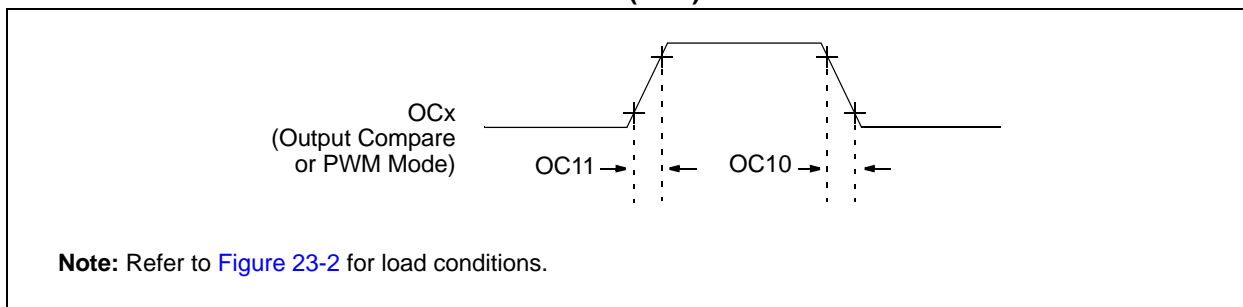 OCx
(Output Compare
or PWM Mode)
OC11
OC10
Note: Refer to Figure 23-2 for load conditions.